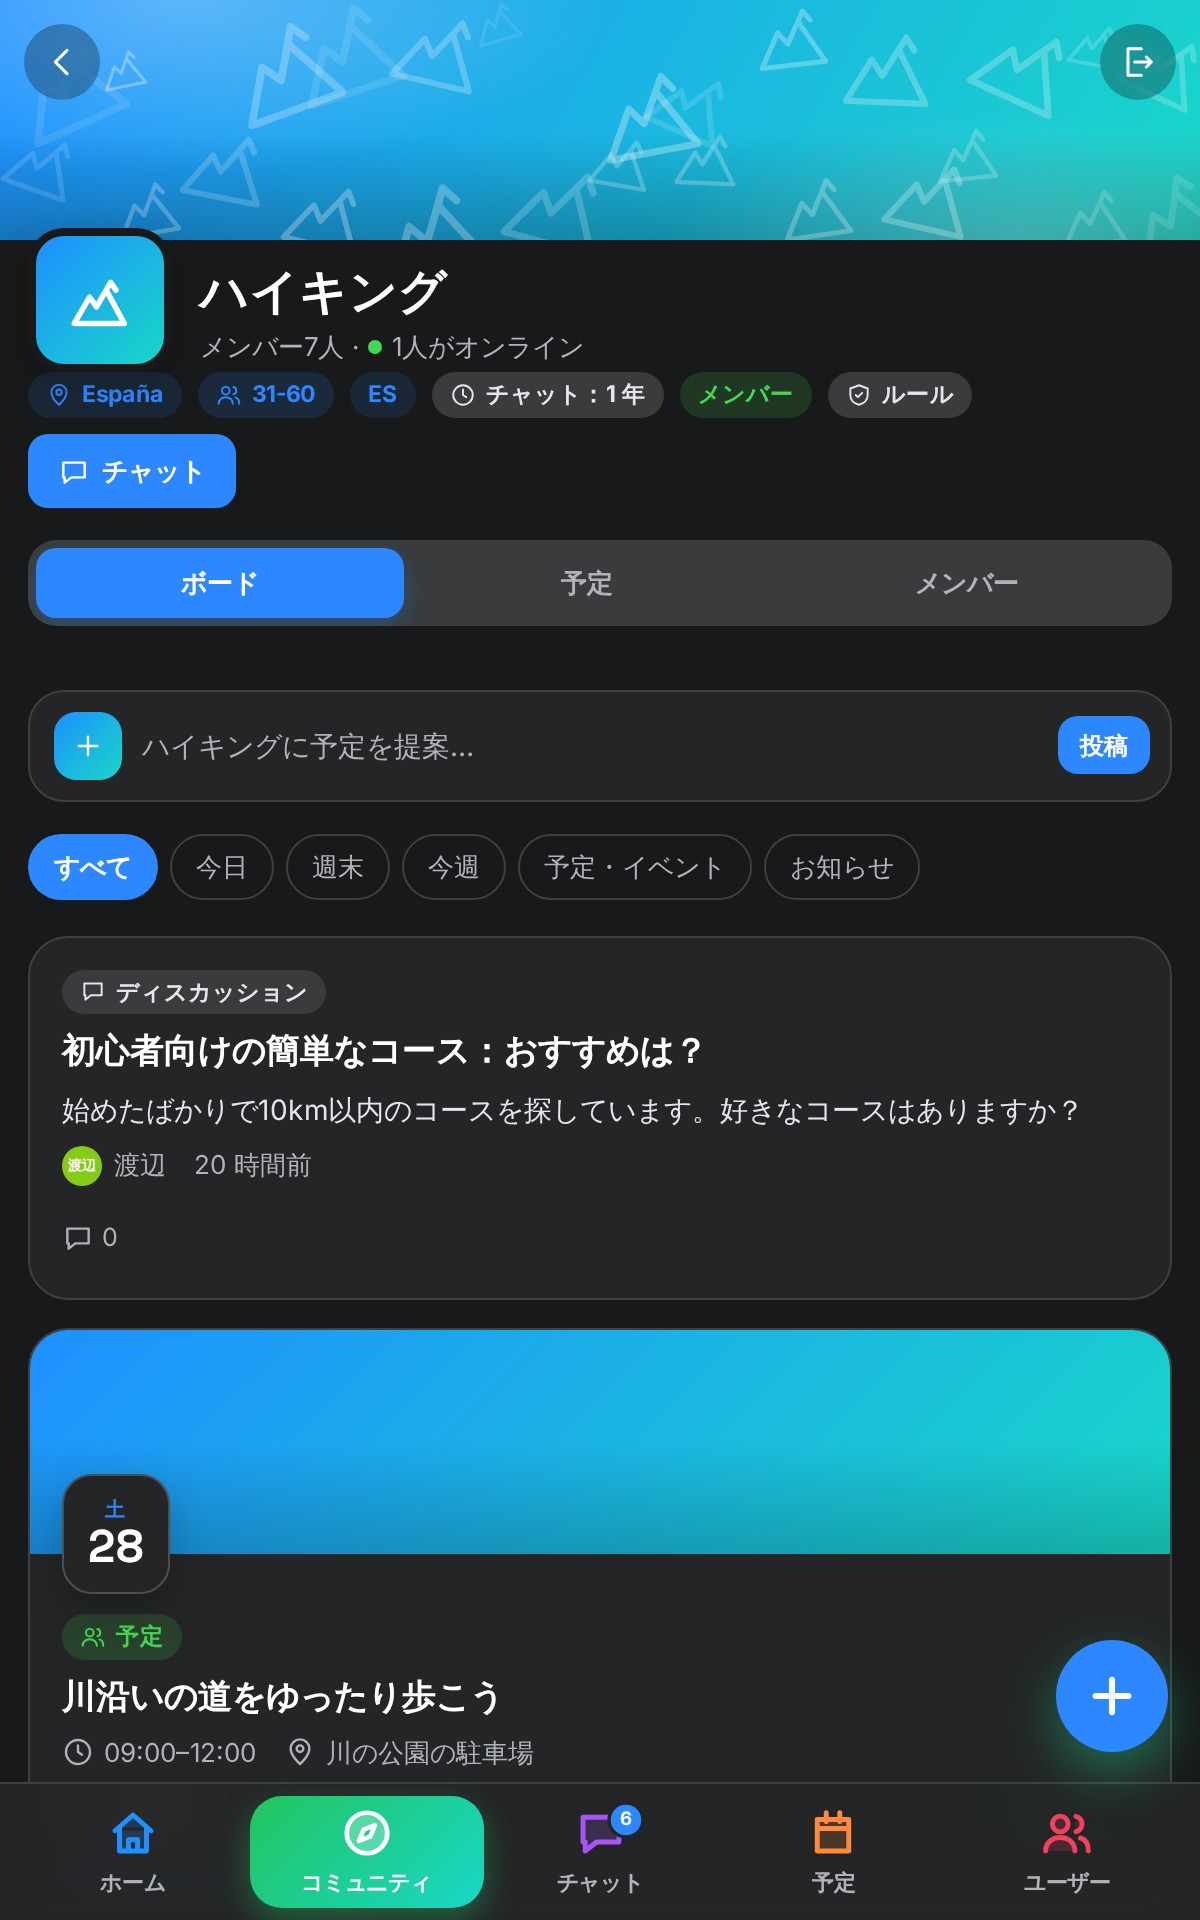 ハイキング
メンバー7人 · 1人がオンライン
España 31-60 ES チャット：1 年 メンバー ルール
チャット
ボード 予定 メンバー
ハイキングに予定を提案... 投稿
すべて 今日 週末 今週 予定・イベント お知らせ
ディスカッション
初心者向けの簡単なコース：おすすめは？
始めたばかりで10km以内のコースを探しています。好きなコースはありますか？
渡辺 渡辺 20 時間前
0
土
28
予定
川沿いの道をゆったり歩こう
09:00–12:00 川の公園の駐車場
6
ホーム コミュニティ チャット 予定 ユーザー